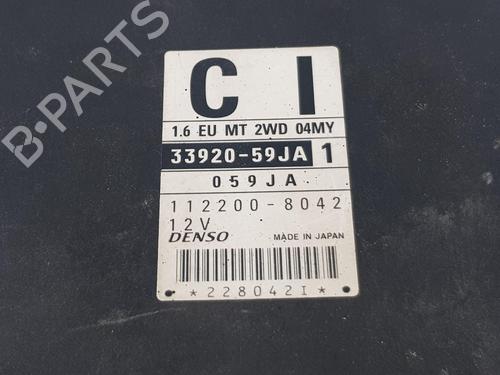 B-PARTS
C I
1.6 EU MT 2WD 04MY
33920-59JA 1
059JA
112200-8042
12V
DENSO MADE IN JAPAN
*228042I*